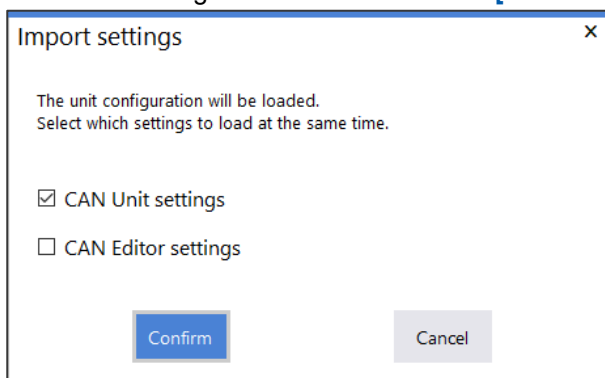 Import settings
×
The unit configuration will be loaded.
Select which settings to load at the same time.
CAN Unit settings
CAN Editor settings
Confirm
Cancel